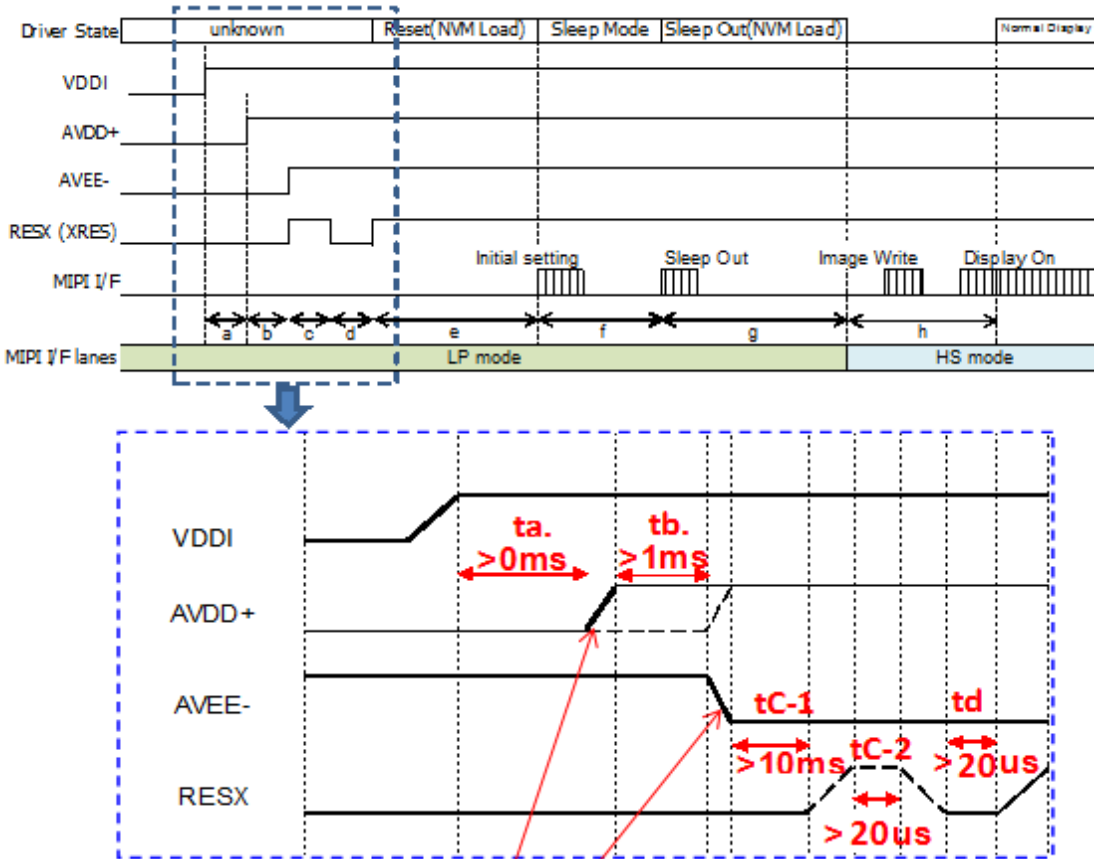 Driver State unknown Reset(NVM Load) Sleep Mode Sleep Out(NVM Load) Normal Display
VDDI
AVDD+
AVEE-
RESX (XRES)
Initial setting Sleep Out Image Write Display On
MIPI I/F
a b c d e f g h
MIPI I/F lanes LP mode HS mode
ta. tb.
VDDI >0ms >1ms
AVDD+
AVEE- tC-1 td
>10ms tC-2 >20us
RESX
>20us